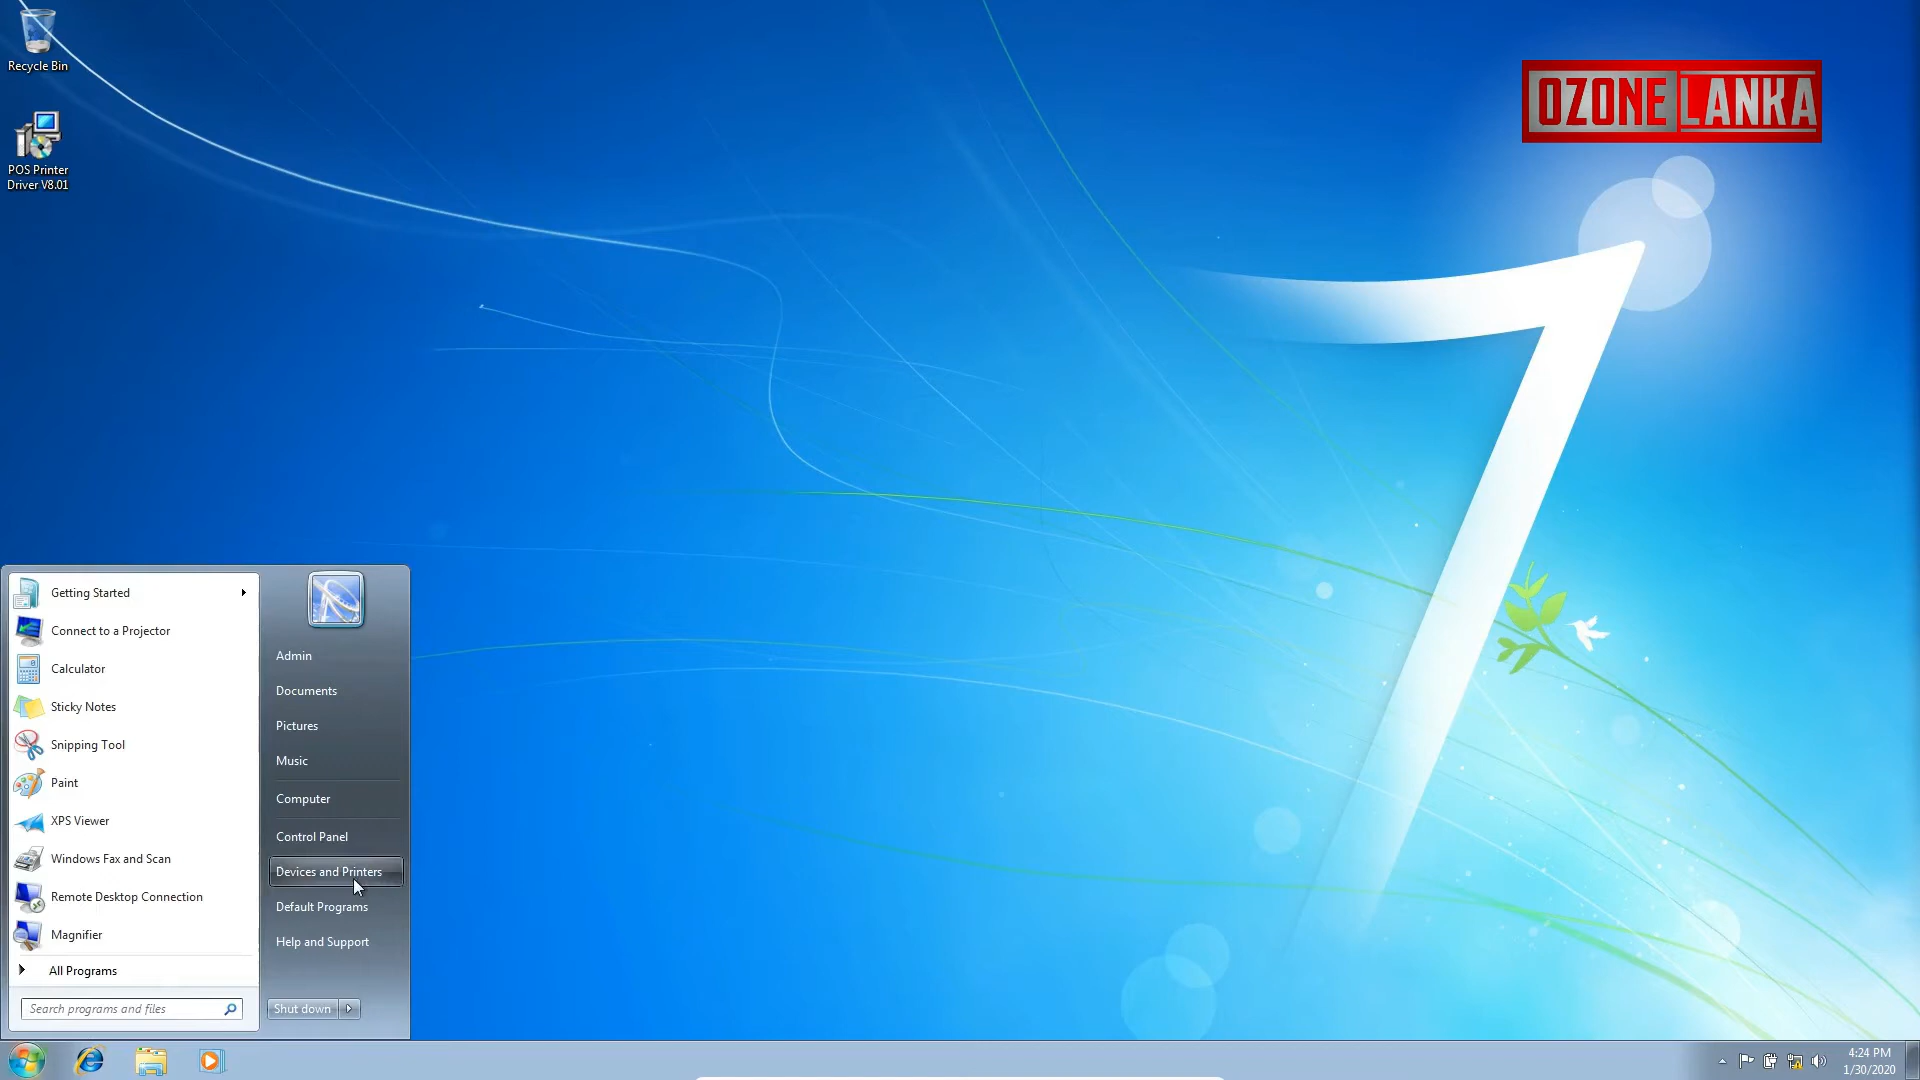 Recycle Bin
POS Printer
Driver V8.01
OZONE LANKA
7
Getting Started
Connect to a Projector
Calculator
Sticky Notes
Snipping Tool
Paint
XPS Viewer
Windows Fax and Scan
Remote Desktop Connection
Magnifier
All Programs
Search programs and files
Admin
Documents
Pictures
Music
Computer
Control Panel
Devices and Printers
Default Programs
Help and Support
Shut down
4:24 PM
1/30/2020